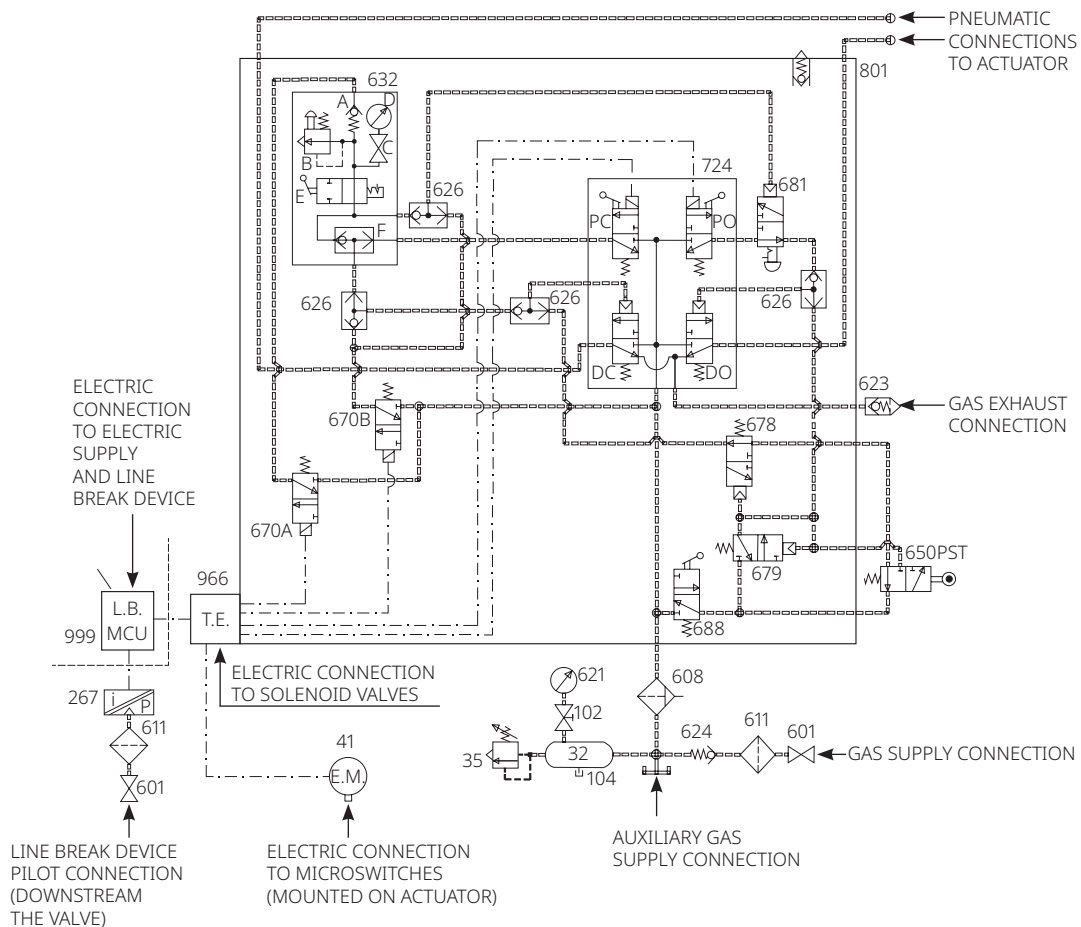 PNEUMATIC
CONNECTIONS
TO ACTUATOR
801
632
A
D
B
C
E
F
626
724
681
PC
PO
626
626
626
DC
DO
623
GAS EXHAUST
CONNECTION
ELECTRIC
CONNECTION
TO ELECTRIC
SUPPLY
AND LINE
BREAK DEVICE
670B
678
670A
650PST
679
966
L.B.
MCU
T.E.
999
688
ELECTRIC CONNECTION
TO SOLENOID VALVES
267
i
P
621
608
611
102
41
624
611
601
35
32
GAS SUPPLY CONNECTION
E.M.
104
601
AUXILIARY GAS
SUPPLY CONNECTION
LINE BREAK DEVICE
PILOT CONNECTION
(DOWNSTREAM
THE VALVE)
ELECTRIC CONNECTION
TO MICROSWITCHES
(MOUNTED ON ACTUATOR)